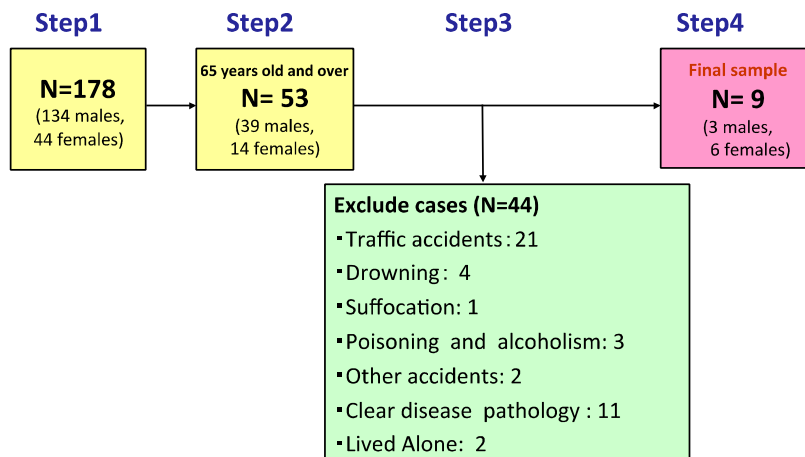 Step1
Step2
Step3
Step4
N=178
(134 males,
44 females)
65 years old and over
N= 53
(39 males,
14 females)
Final sample
N= 9
(3 males,
6 females)
Exclude cases (N=44)
・Traffic accidents：21
・Drowning： 4
・Suffocation: 1
・Poisoning and alcoholism: 3
・Other accidents: 2
・Clear disease pathology : 11
・Lived Alone: 2